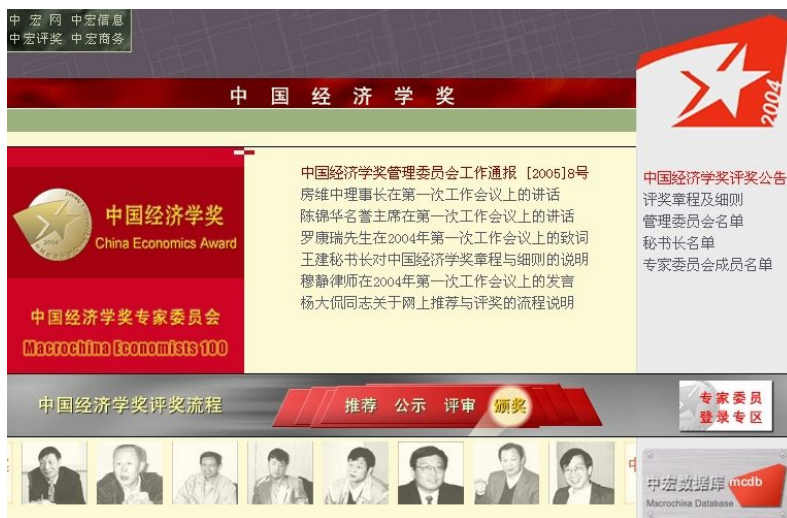 中 宏 网 中宏信息
中宏评奖 中宏商务
中 国 经 济 学 奖
2004
中国经济学奖
China Economics Award
2004
中国经济学奖专家委员会
Macrochina Economists 100
中国经济学奖管理委员会工作通报 [2005]8号
房维中理事长在第一次工作会议上的讲话
陈锦华名誉主席在第一次工作会议上的讲话
罗康瑞先生在2004年第一次工作会议上的致词
王建秘书长对中国经济学奖章程与细则的说明
穆静律师在2004年第一次工作会议上的发言
杨大侃同志关于网上推荐与评奖的流程说明
中国经济学奖评奖公告
评奖章程及细则
管理委员会名单
秘书长名单
专家委员会成员名单
中国经济学奖评奖流程
推荐 公示 评审 颁奖
专家委员
登录专区
中
中宏数据库 mcdb
Macrochina Database